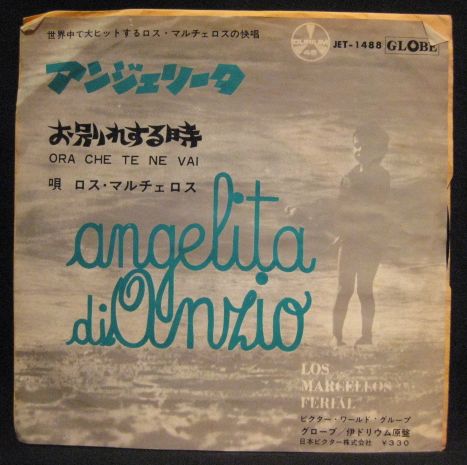 世界中で大ヒットするロス・マルチェロスの快唱
DURIUM
45
JET-1488 GLOBE
アンジェリータ
お別れする時
ORA CHE TE NE VAI
唄 ロス・マルチェロス
angelita
di Anzio
LOS
MARCELLOS
FERIAL
ビクター・ワールド・グループ
グローブ/伊ドリウム原盤
日本ビクター株式会社 ¥330